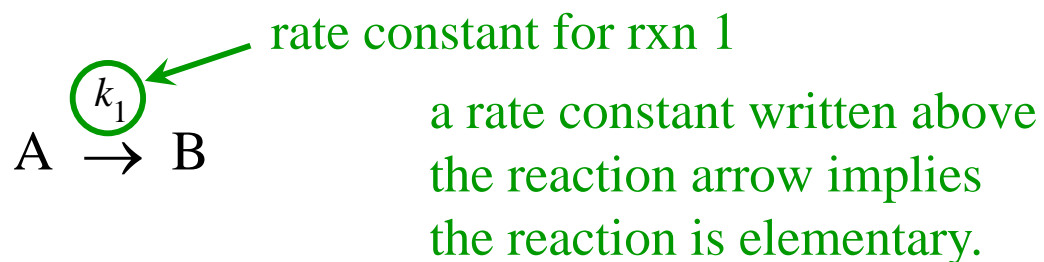 rate constant for rxn 1
k₁
A → B
a rate constant written above
the reaction arrow implies
the reaction is elementary.